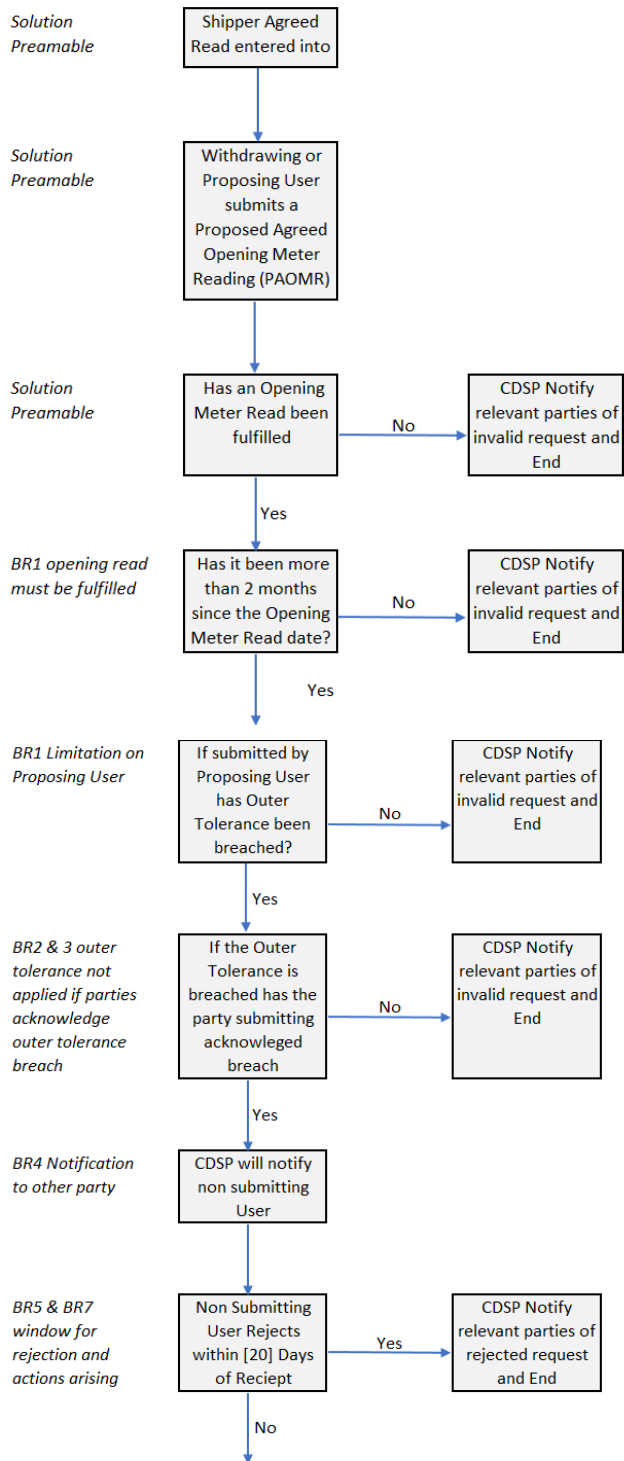 Solution
Preamable
Shipper Agreed
Read entered into
Solution
Preamable
Withdrawing or
Proposing User
submits a
Proposed Agreed
Opening Meter
Reading (PAOMR)
Solution
Preamable
Has an Opening
Meter Read been
fulfilled
No
CDSP Notify
relevant parties of
invalid request and
End
Yes
BR1 opening read
must be fulfilled
Has it been more
than 2 months
since the Opening
Meter Read date?
No
CDSP Notify
relevant parties of
invalid request and
End
Yes
BR1 Limitation on
Proposing User
If submitted by
Proposing User
has Outer
Tolerance been
breached?
No
CDSP Notify
relevant parties of
invalid request and
End
Yes
BR2 & 3 outer
tolerance not
applied if parties
acknowledge
outer tolerance
breach
If the Outer
Tolerance is
breached has the
party submitting
acknowleged
breach
No
CDSP Notify
relevant parties of
invalid request and
End
Yes
BR4 Notification
to other party
CDSP will notify
non submitting
User
BR5 & BR7
window for
rejection and
actions arising
Non Submitting
User Rejects
within [20] Days
of Reciept
Yes
CDSP Notify
relevant parties of
rejected request
and End
No